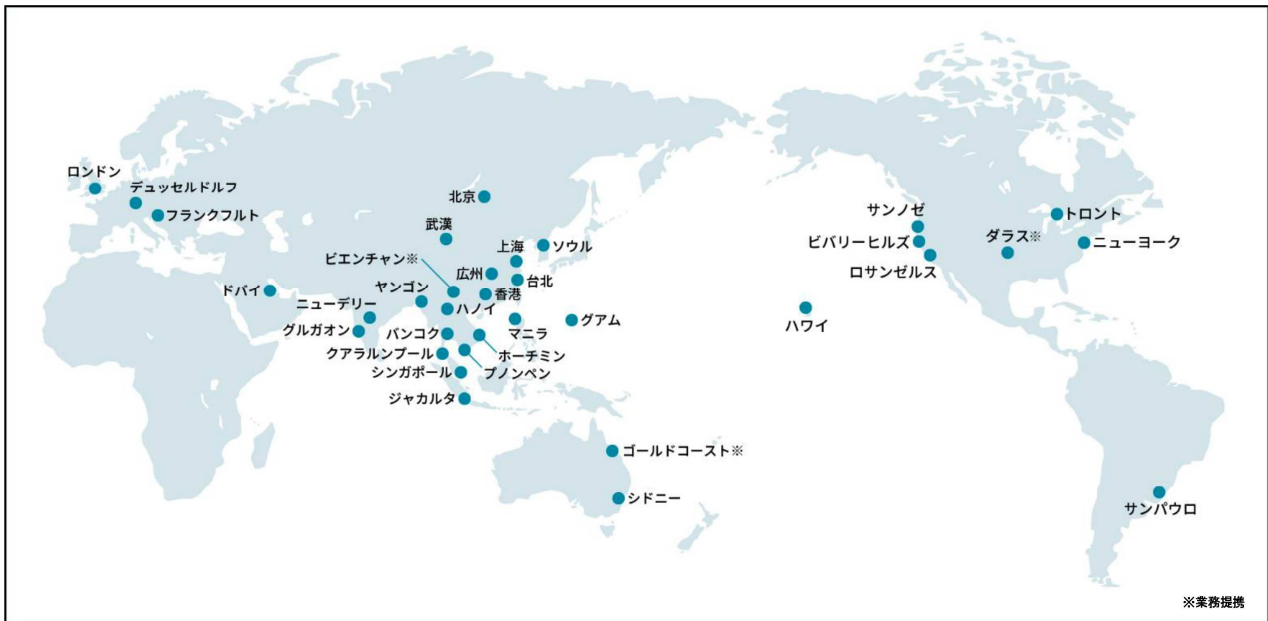 ロンドン
デュッセルドルフ
フランクフルト
ドバイ
北京
武漢
上海
ソウル
ビエンチャン※
広州
台北
ヤンゴン
香港
ニューデリー
ハノイ
グルガオン
バンコク
マニラ
グアム
クアラルンプール
ホーチミン
シンガポール
プノンペン
ジャカルタ
ゴールドコースト※
シドニー
サンノゼ
トロント
ビバリーヒルズ
ダラス※
ニューヨーク
ロサンゼルス
ハワイ
サンパウロ
※業務提携